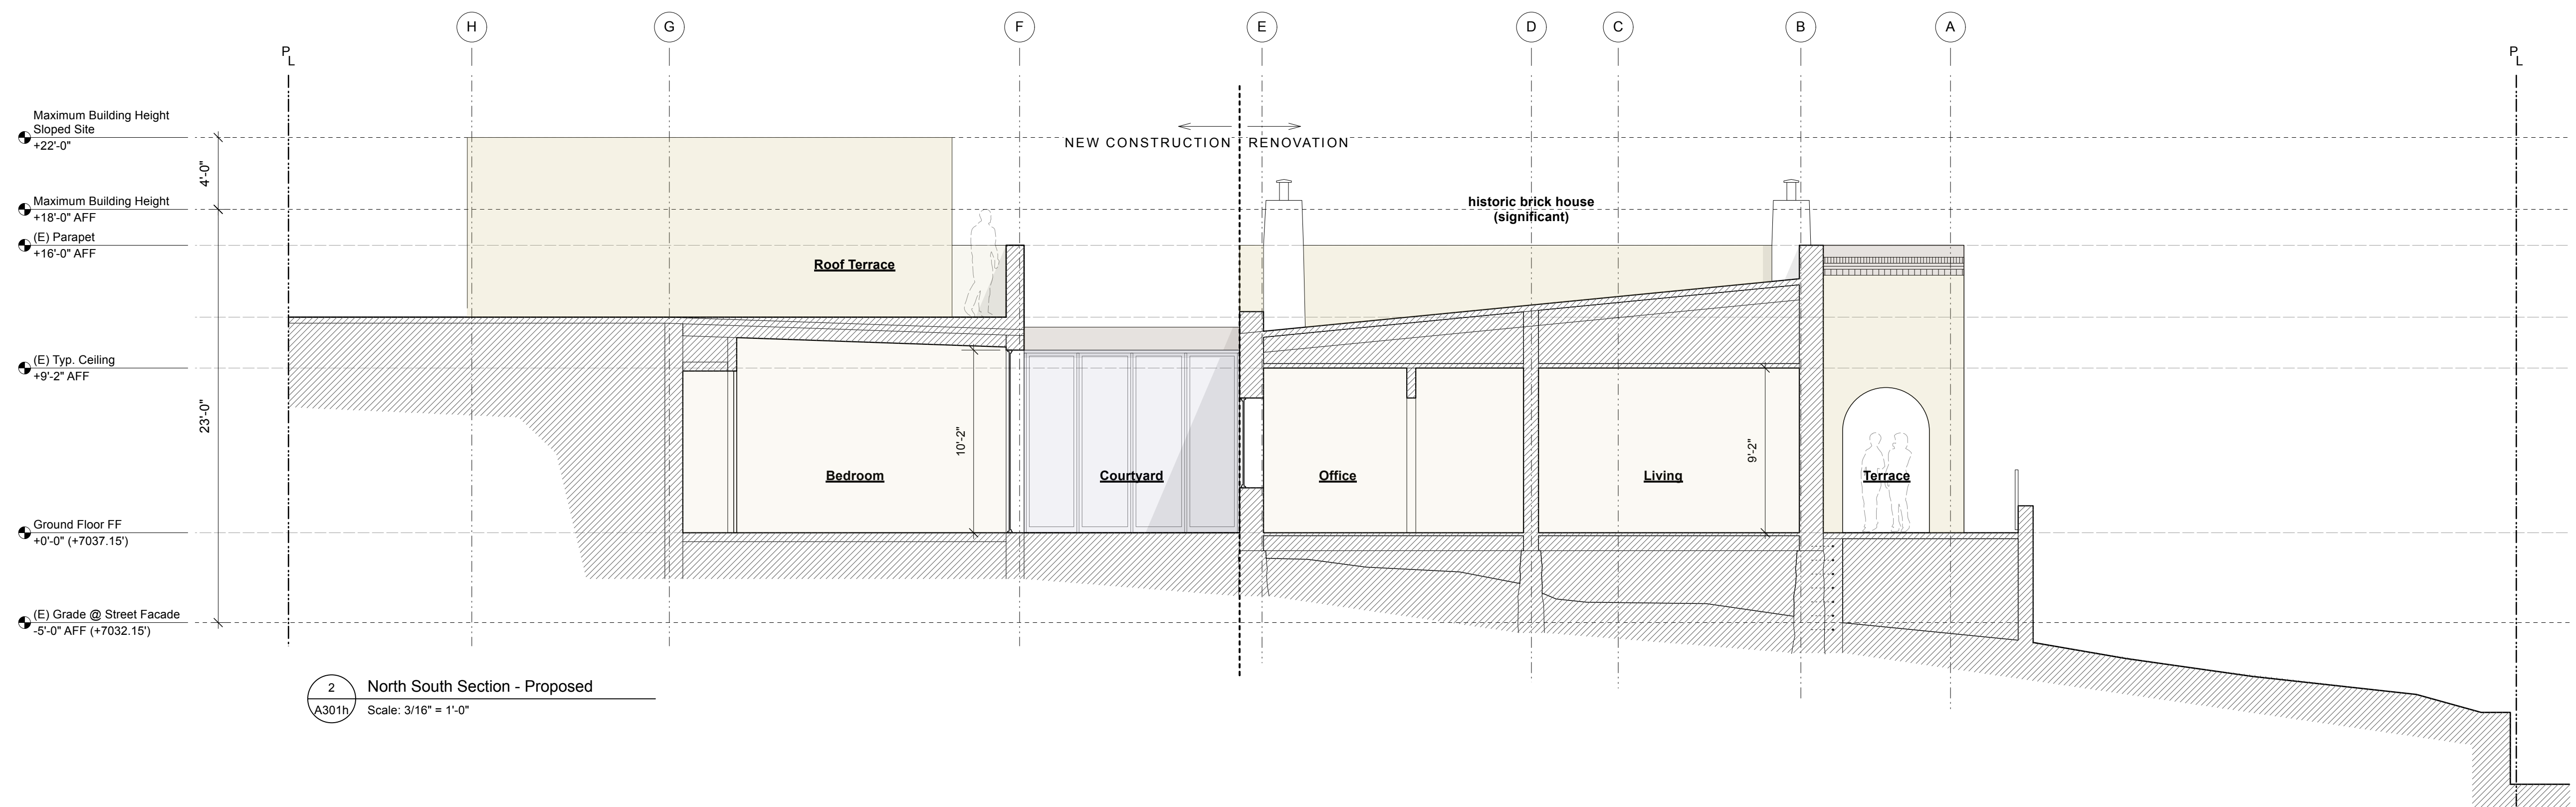 H
G
F
E
D
C
B
A
P
L
P
L
Maximum Building Height
Sloped Site
+22'-0"
4'-0"
NEW CONSTRUCTION
RENOVATION
Maximum Building Height
+18'-0" AFF
historic brick house
(significant)
(E) Parapet
+16'-0" AFF
Roof Terrace
(E) Typ. Ceiling
+9'-2" AFF
23'-0"
10'-2"
9'-2"
Bedroom
Courtyard
Office
Living
Terrace
Ground Floor FF
+0'-0" (+7037.15')
(E) Grade @ Street Facade
-5'-0" AFF (+7032.15')
2
A301h
North South Section - Proposed
Scale: 3/16" = 1'-0"